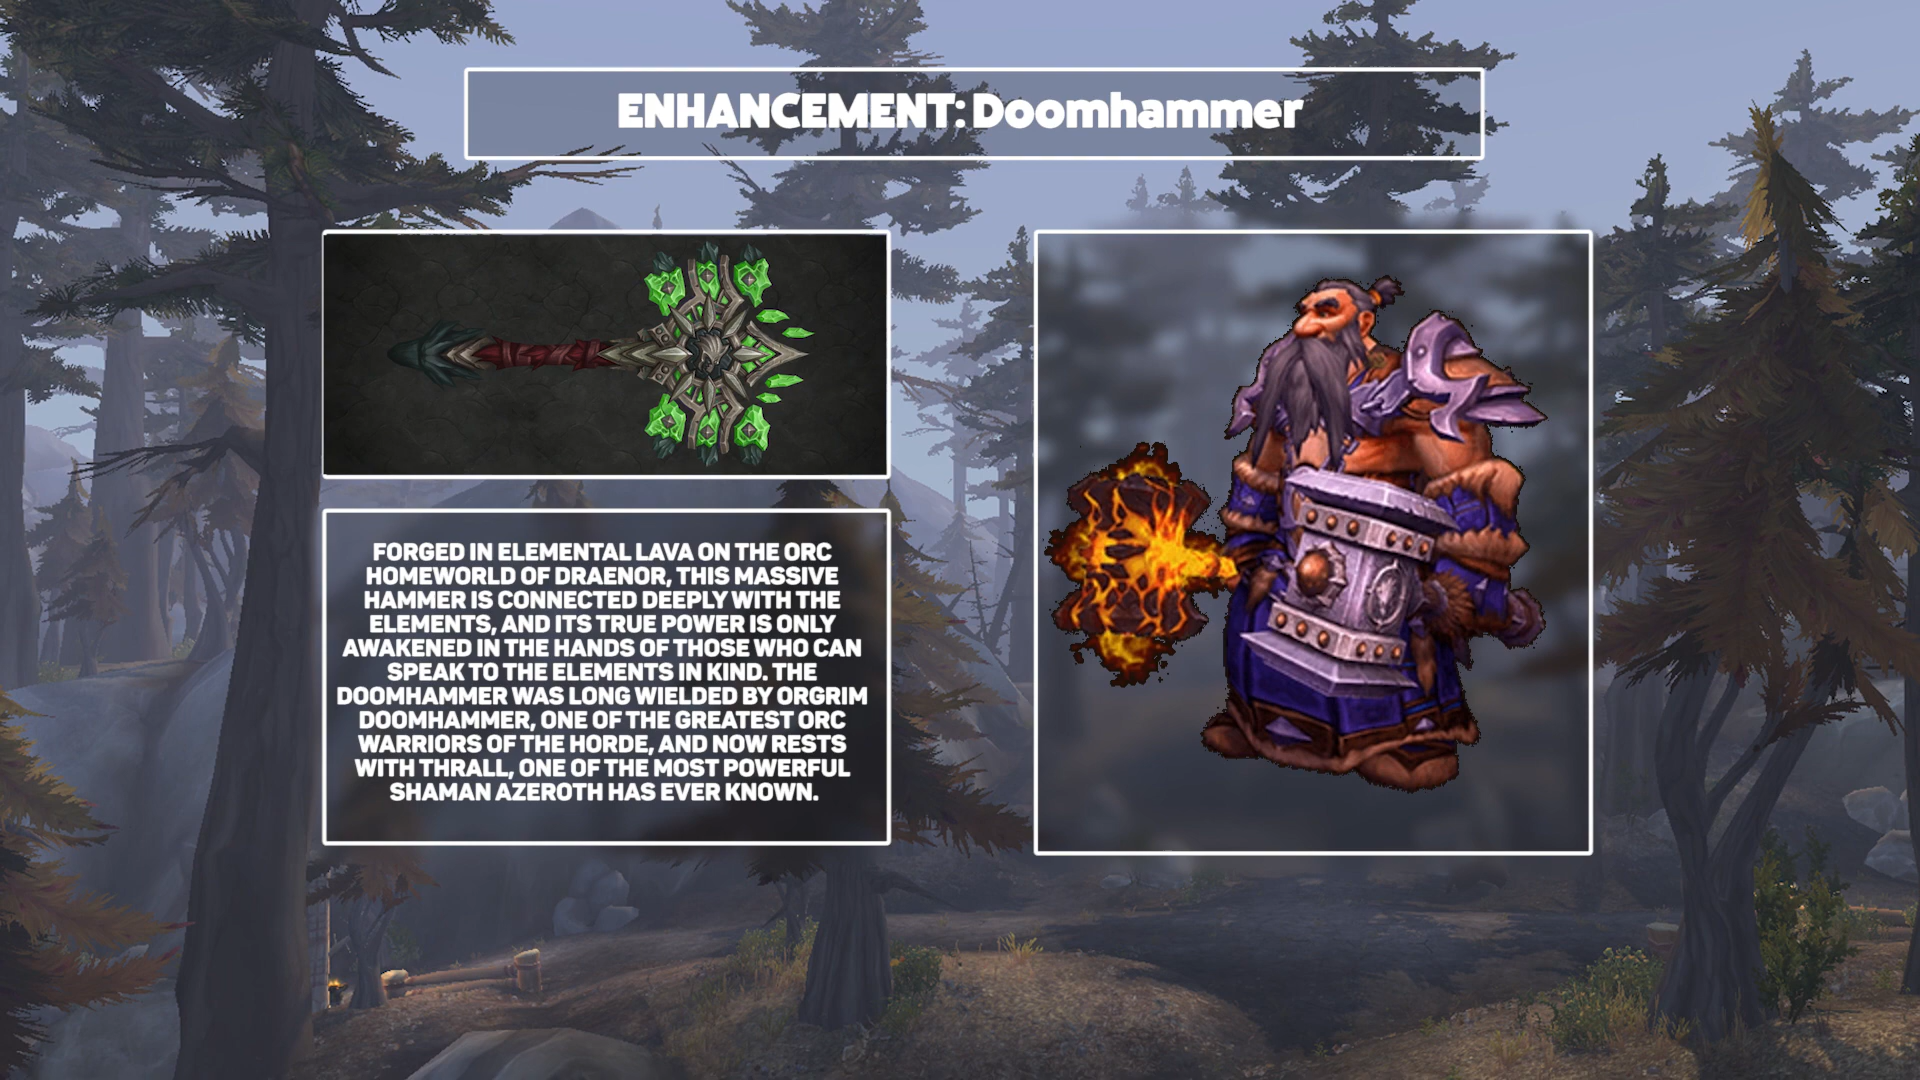 ENHANCEMENT: Doomhammer
FORGED IN ELEMENTAL LAVA ON THE ORC
HOMEWORLD OF DRAENOR, THIS MASSIVE
HAMMER IS CONNECTED DEEPLY WITH THE
ELEMENTS, AND ITS TRUE POWER IS ONLY
AWAKENED IN THE HANDS OF THOSE WHO CAN
SPEAK TO THE ELEMENTS IN KIND. THE
DOOMHAMMER WAS LONG WIELDED BY ORGRIM
DOOMHAMMER, ONE OF THE GREATEST ORC
WARRIORS OF THE HORDE, AND NOW RESTS
WITH THRALL, ONE OF THE MOST POWERFUL
SHAMAN AZEROTH HAS EVER KNOWN.